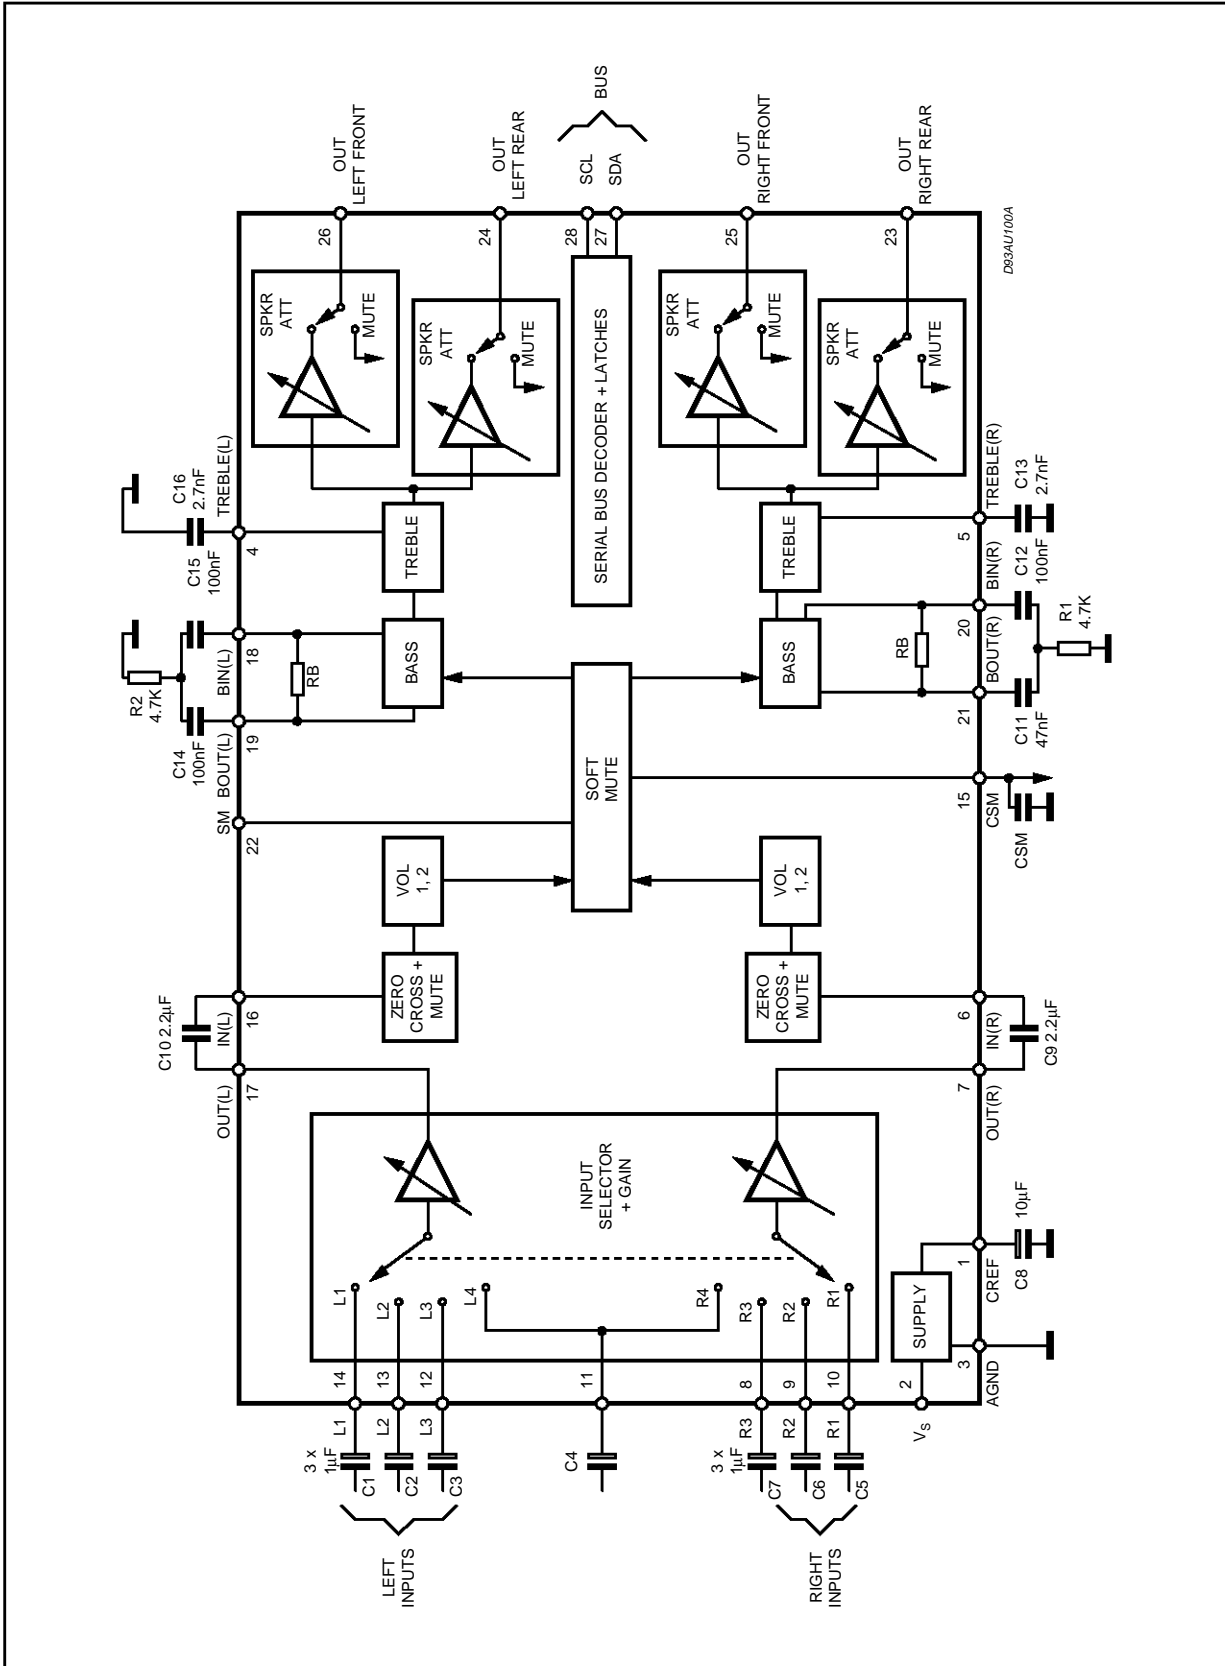 LEFT
INPUTS
3 x
1µF
C1
C2
C3
L1
L2
L3
14
13
12
L1
L2
L3
L4
C4
11
RIGHT
INPUTS
3 x
1µF
C7
C6
C5
R3
R2
R1
8
9
10
R4
R3
R2
R1
INPUT
SELECTOR
+ GAIN
VS
2
SUPPLY
3
AGND
1
CREF
C8
10µF
OUT(L)
17
C10 2.2µF
IN(L)
16
OUT(R)
7
C9 2.2µF
IN(R)
6
ZERO
CROSS +
MUTE
VOL
1, 2
ZERO
CROSS +
MUTE
VOL
1, 2
SM
22
SOFT
MUTE
15
CSM
CSM
BOUT(L)
19
C14
100nF
R2
4.7K
BIN(L)
18
C15
100nF
RB
BASS
TREBLE(L)
4
C16
2.7nF
TREBLE
BOUT(R)
21
C11
47nF
R1
4.7K
BIN(R)
20
C12
100nF
RB
BASS
TREBLE(R)
5
C13
2.7nF
TREBLE
SERIAL BUS DECODER + LATCHES
SPKR
ATT
MUTE
26
OUT
LEFT FRONT
SPKR
ATT
MUTE
24
OUT
LEFT REAR
28
27
SCL
SDA
BUS
SPKR
ATT
MUTE
25
OUT
RIGHT FRONT
SPKR
ATT
MUTE
23
OUT
RIGHT REAR
D93AU100A